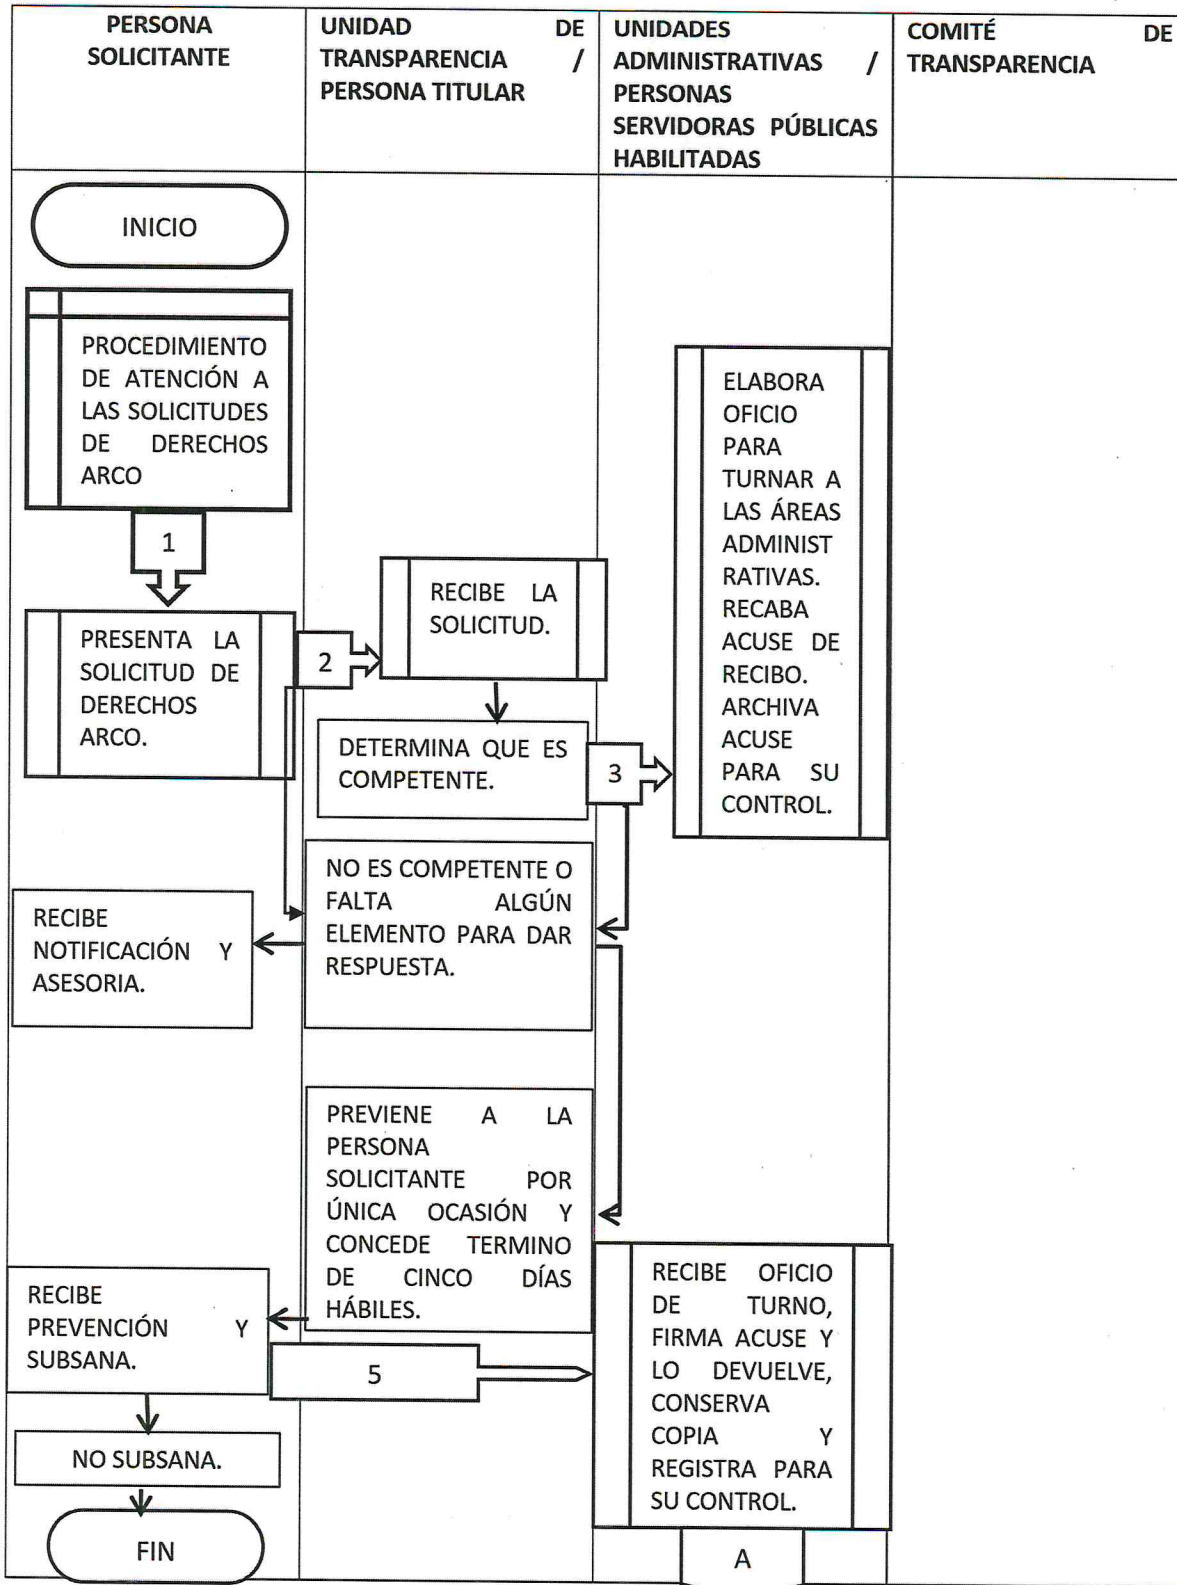 PERSONA
SOLICITANTE
UNIDAD DE
TRANSPARENCIA /
PERSONA TITULAR
UNIDADES
ADMINISTRATIVAS /
PERSONAS
SERVIDORAS PÚBLICAS
HABILITADAS
COMITÉ DE
TRANSPARENCIA
INICIO
PROCEDIMIENTO
DE ATENCIÓN A
LAS SOLICITUDES
DE DERECHOS
ARCO
1
PRESENTA LA
SOLICITUD DE
DERECHOS
ARCO.
2
RECIBE LA
SOLICITUD.
DETERMINA QUE ES
COMPETENTE.
3
ELABORA
OFICIO
PARA
TURNAR A
LAS ÁREAS
ADMINIST
RATIVAS.
RECABA
ACUSE DE
RECIBO.
ARCHIVA
ACUSE
PARA SU
CONTROL.
NO ES COMPETENTE O
FALTA ALGÚN
ELEMENTO PARA DAR
RESPUESTA.
RECIBE
NOTIFICACIÓN Y
ASESORIA.
PREVIENE A LA
PERSONA
SOLICITANTE POR
ÚNICA OCASIÓN Y
CONCEDE TERMINO
DE CINCO DÍAS
HÁBILES.
RECIBE
PREVENCIÓN Y
SUBSANA.
5
RECIBE OFICIO
DE TURNO,
FIRMA ACUSE Y
LO DEVUELVE,
CONSERVA
COPIA Y
REGISTRA PARA
SU CONTROL.
NO SUBSANA.
FIN
A